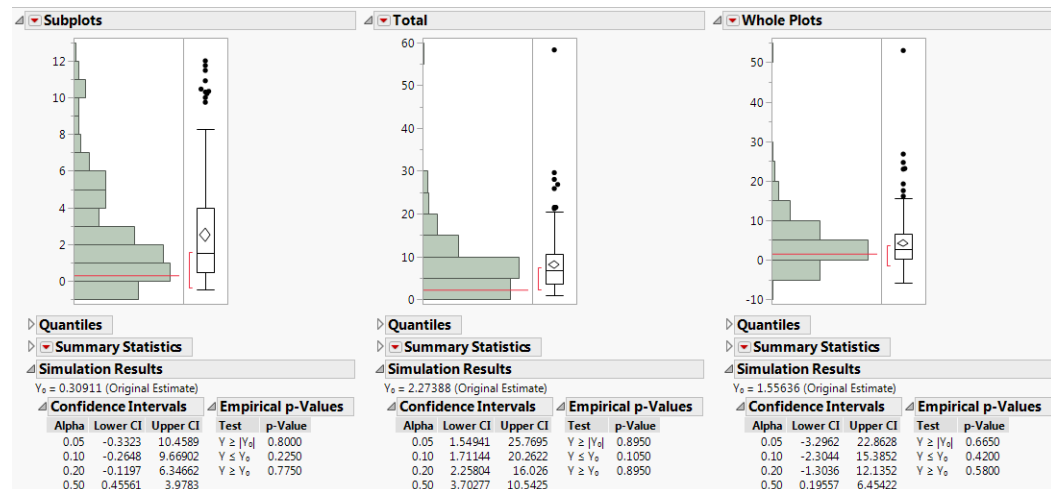 Subplots
12
10
8
6
4
2
0
Quantiles
Summary Statistics
Simulation Results
Y₀ = 0.30911 (Original Estimate)
Confidence Intervals Empirical p-Values
Alpha Lower CI Upper CI Test p-Value
0.05 -0.3323 10.4589 Y ≥ |Y₀| 0.8000
0.10 -0.2648 9.66902 Y ≤ Y₀ 0.2250
0.20 -0.1197 6.34662 Y ≥ Y₀ 0.7750
0.50 0.45561 3.9783
Total
60
50
40
30
20
10
0
Quantiles
Summary Statistics
Simulation Results
Y₀ = 2.27388 (Original Estimate)
Confidence Intervals Empirical p-Values
Alpha Lower CI Upper CI Test p-Value
0.05 1.54941 25.7695 Y ≥ |Y₀| 0.8950
0.10 1.71144 20.2622 Y ≤ Y₀ 0.1050
0.20 2.25804 16.026 Y ≥ Y₀ 0.8950
0.50 3.70277 10.5425
Whole Plots
50
40
30
20
10
0
-10
Quantiles
Summary Statistics
Simulation Results
Y₀ = 1.55636 (Original Estimate)
Confidence Intervals Empirical p-Values
Alpha Lower CI Upper CI Test p-Value
0.05 -3.2962 22.8628 Y ≥ |Y₀| 0.6650
0.10 -2.3044 15.3852 Y ≤ Y₀ 0.4200
0.20 -1.3036 12.1352 Y ≥ Y₀ 0.5800
0.50 0.19557 6.45422